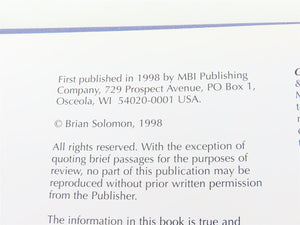 First published in 1998 by MBI Publishing
Company, 729 Prospect Avenue, PO Box 1,
Osceola, WI 54020-0001 USA.
© Brian Solomon, 1998
All rights reserved. With the exception of
quoting brief passages for the purposes of
review, no part of this publication may be
reproduced without prior written permission
from the Publisher.
The information in this book is true and